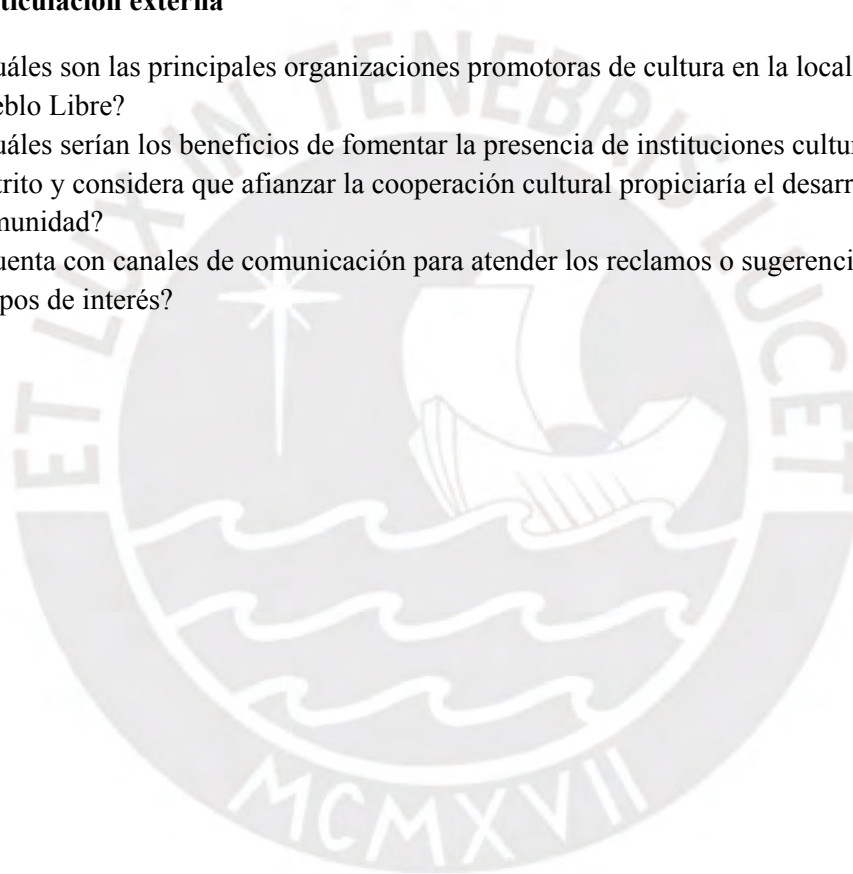 ticulación externa
uáles son las principales organizaciones promotoras de cultura en la local
eblo Libre?
uáles serían los beneficios de fomentar la presencia de instituciones cultur
trito y considera que afianzar la cooperación cultural propiciaría el desarr
munidad?
uenta con canales de comunicación para atender los reclamos o sugerenci
pos de interés?
ET LUX IN TENEBRIS LUCET
MCMXVII